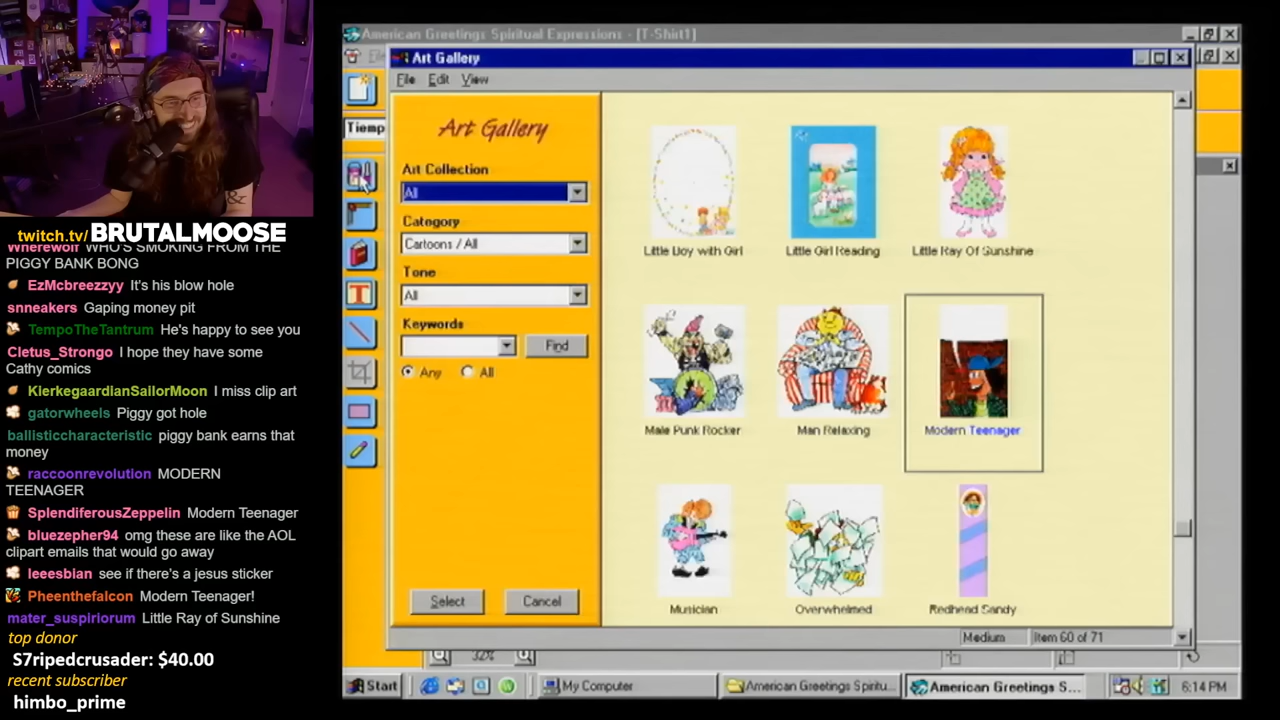 twitch.tv/BRUTALMOOSE
Wherewolf WHO'S SMOKING FROM THE
PIGGY BANK BONG
EzMcbreezzyy It's his blow hole
snneakers Gaping money pit
TempoTheTantrum He's happy to see you
Cletus_Strongo I hope they have some
Cathy comics
KierkegaardianSailorMoon I miss clip art
gatorwheels Piggy got hole
ballisticcharacteristic piggy bank earns that
money
raccoonrevolution MODERN
TEENAGER
SplendiferousZeppelin Modern Teenager
bluezepher94 omg these are like the AOL
clipart emails that would go away
leeesbian see if there's a jesus sticker
Pheenthefalcon Modern Teenager!
mater_suspiriorum Little Ray of Sunshine
top donor
S7ripedcrusader: $40.00
recent subscriber
himbo_prime
American Greetings Spiritual Expressions - [T-Shirt1]
Art Gallery
File Edit View
Tiemp
Art Gallery
Art Collection
All
Category
Cartoons / All
Tone
All
Keywords
Find
Any All
Select Cancel
Little Boy with Girl Little Girl Reading Little Ray Of Sunshine
Male Punk Rocker Man Relaxing Modern Teenager
Musician Overwhelmed Redhead Sandy
Medium Item 60 of 71
32%
Start My Computer American Greetings Spiritu... American Greetings S... 6:14 PM